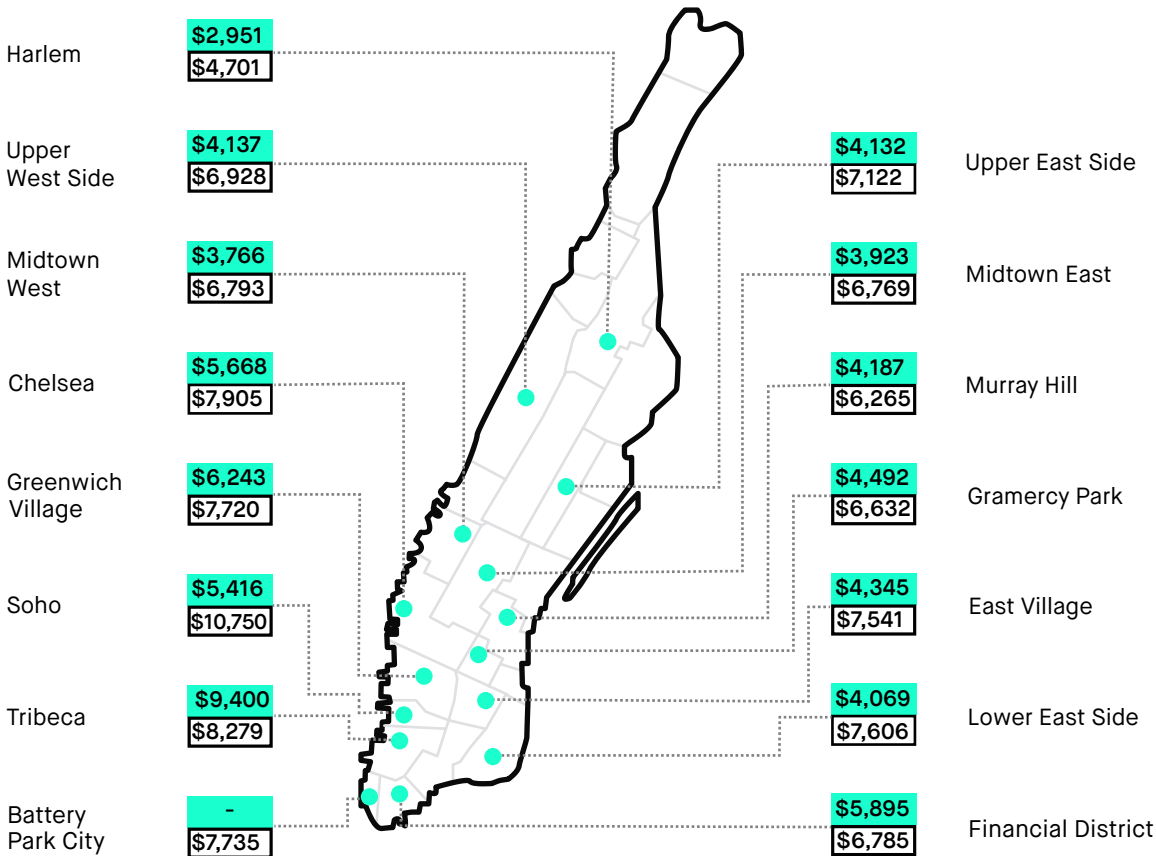 Harlem
$2,951
$4,701
Upper
West Side
$4,137
$6,928
Midtown
West
$3,766
$6,793
Chelsea
$5,668
$7,905
Greenwich
Village
$6,243
$7,720
Soho
$5,416
$10,750
Tribeca
$9,400
$8,279
Battery
Park City
-
$7,735
$4,132
$7,122
Upper East Side
$3,923
$6,769
Midtown East
$4,187
$6,265
Murray Hill
$4,492
$6,632
Gramercy Park
$4,345
$7,541
East Village
$4,069
$7,606
Lower East Side
$5,895
$6,785
Financial District